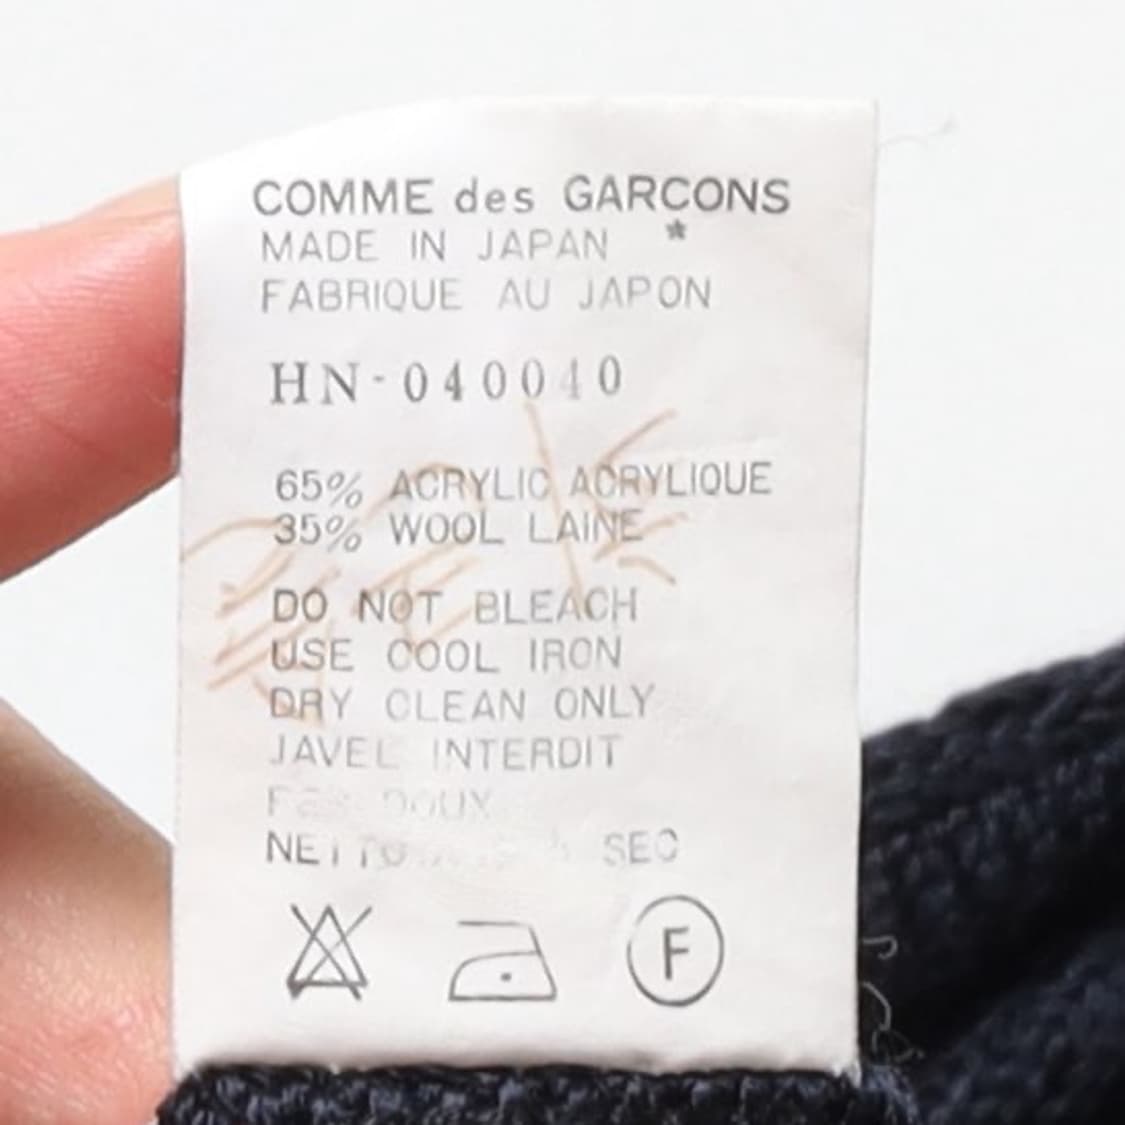 COMME des GARCONS
*
MADE IN JAPAN
FABRIQUE AU JAPON
HN-040040
65% ACRYLIC ACRYLIQUE
35% WOOL LAINE
DO NOT BLEACH
USE COOL IRON
DRY CLEAN ONLY
JAVEL INTERDIT
DOUX
SEC
F